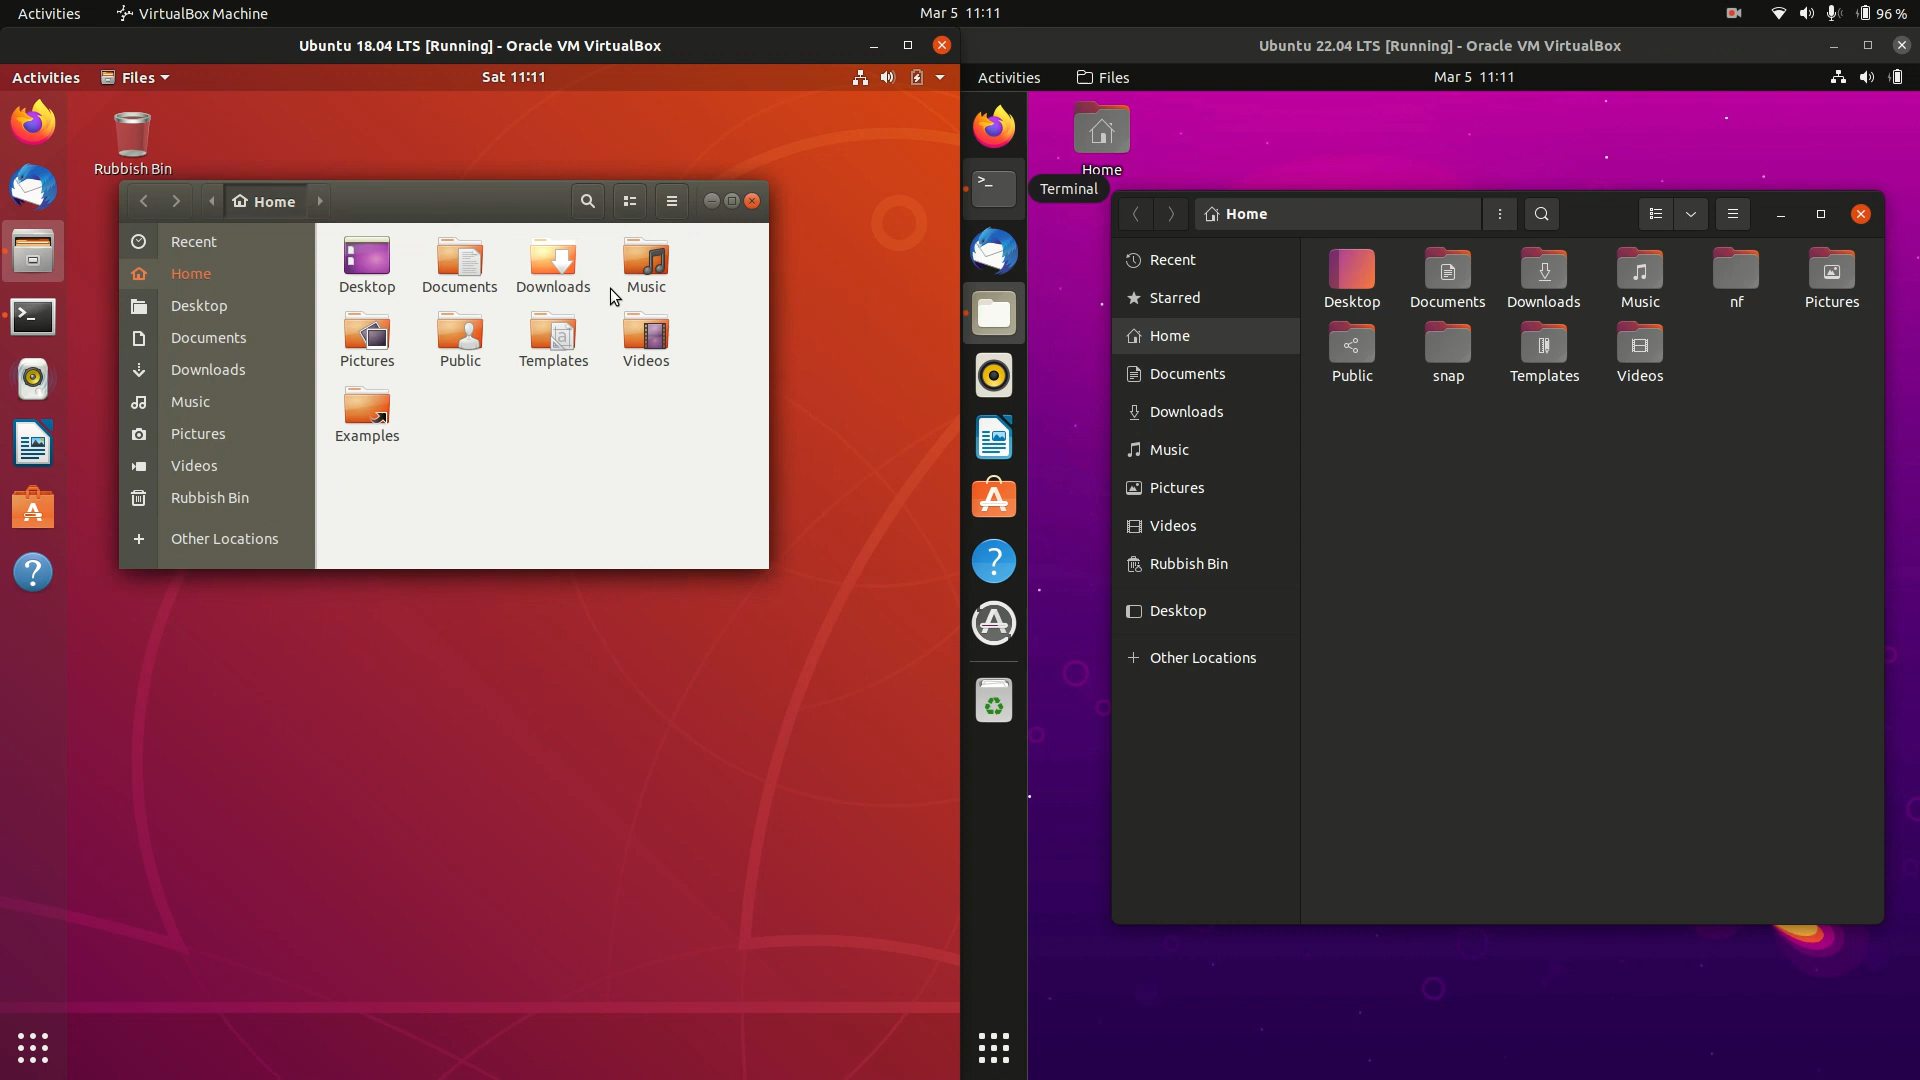 Activities VirtualBox Machine Mar 5 11:11 96 %
Ubuntu 18.04 LTS [Running] - Oracle VM VirtualBox
Activities Files Sat 11:11
Rubbish Bin
Home
Recent
Home
Desktop
Documents
Downloads
Music
Pictures
Videos
Rubbish Bin
Other Locations
Desktop Documents Downloads Music
Pictures Public Templates Videos
Examples
Ubuntu 22.04 LTS [Running] - Oracle VM VirtualBox
Activities Files Mar 5 11:11
Home
Terminal
Home
Recent
Starred
Home
Documents
Downloads
Music
Pictures
Videos
Rubbish Bin
Desktop
Other Locations
Desktop Documents Downloads Music nf Pictures
Public snap Templates Videos